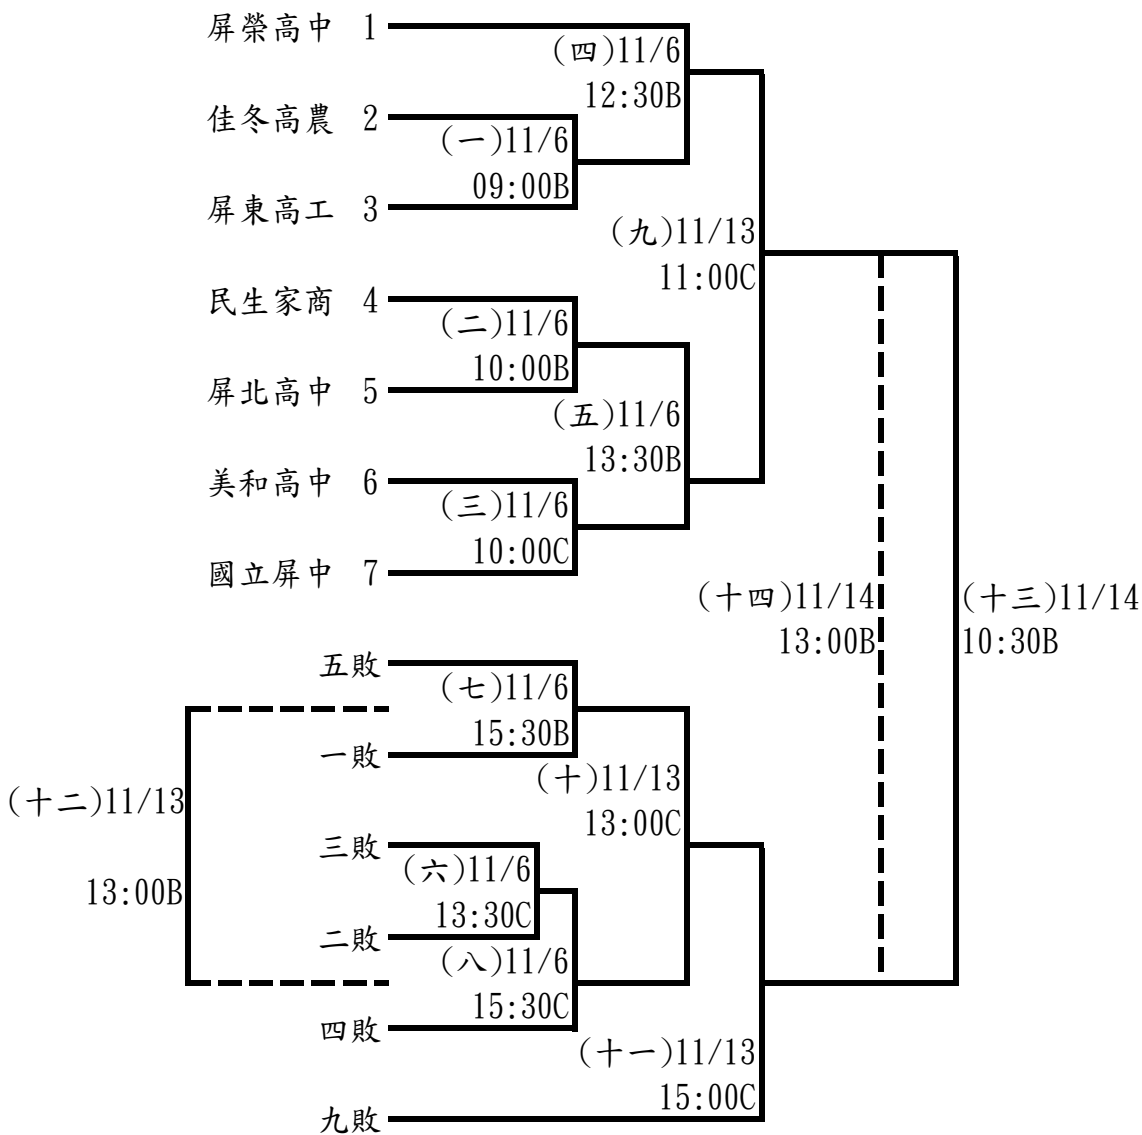 屏榮高中 1
(四)11/6
12:30B
佳冬高農 2
(一)11/6
09:00B
屏東高工 3
(九)11/13
11:00C
民生家商 4
(二)11/6
10:00B
屏北高中 5
(五)11/6
13:30B
美和高中 6
(三)11/6
10:00C
國立屏中 7
(十四)11/14
13:00B
(十三)11/14
10:30B
五敗
(七)11/6
15:30B
一敗
(十)11/13
13:00C
(十二)11/13
13:00B
三敗
(六)11/6
13:30C
二敗
(八)11/6
15:30C
四敗
(十一)11/13
15:00C
九敗